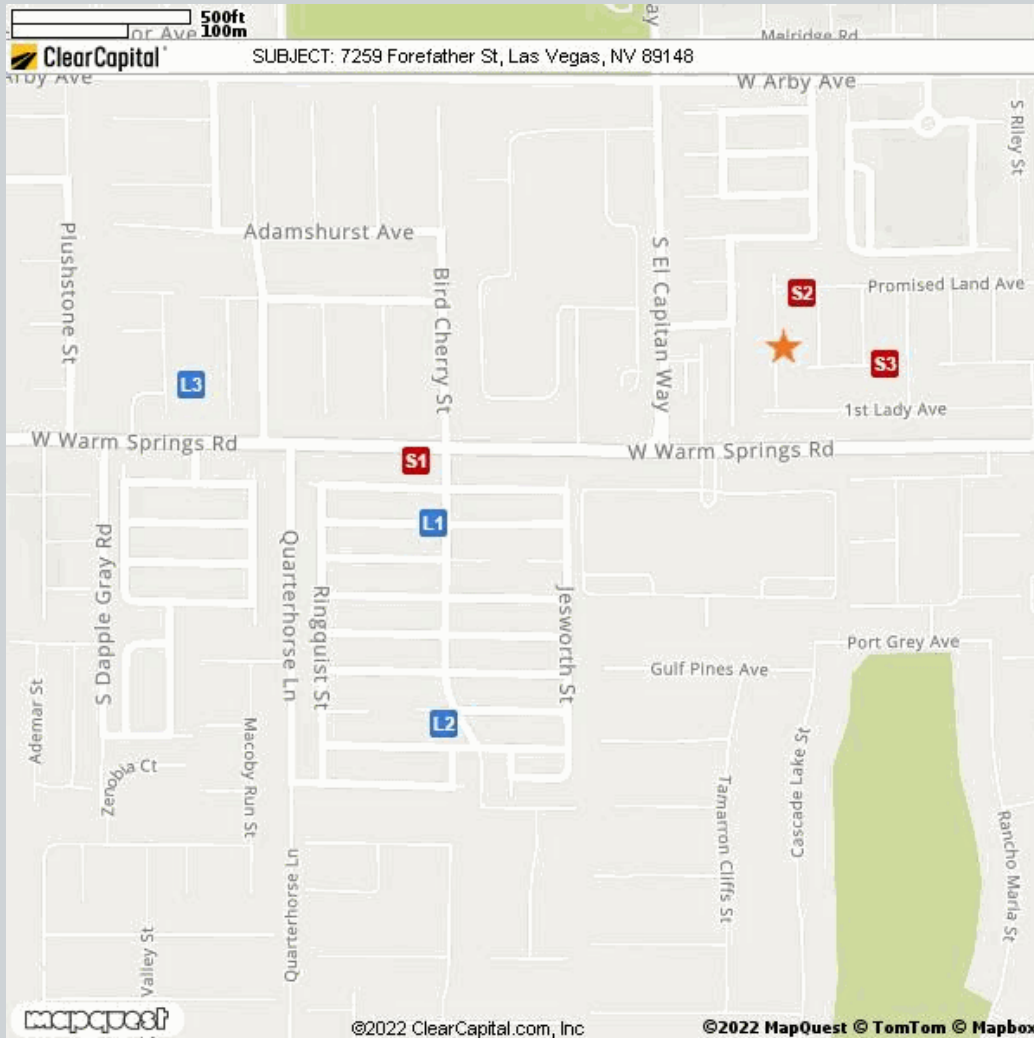 500ft
100m
or Ave
Melridge Rd
ClearCapital
SUBJECT: 7259 Forefather St, Las Vegas, NV 89148
Arby Ave
W Arby Ave
S Riley St
Plushstone St
Adamshurst Ave
Bird Cherry St
S El Capitan Way
Promised Land Ave
S2
S3
L3
1st Lady Ave
W Warm Springs Rd
S1
W Warm Springs Rd
L1
S Dapple Gray Rd
Quarterhorse Ln
Ringquist St
Jesworth St
Port Grey Ave
Gulf Pines Ave
Ademar St
L2
Macoby Run St
Zenobia Ct
Tamarron Cliffs St
Cascade Lake St
Rancho Maria St
Quarterhorse Ln
Valley St
mapquest
©2022 ClearCapital.com, Inc
©2022 MapQuest © TomTom © Mapbox